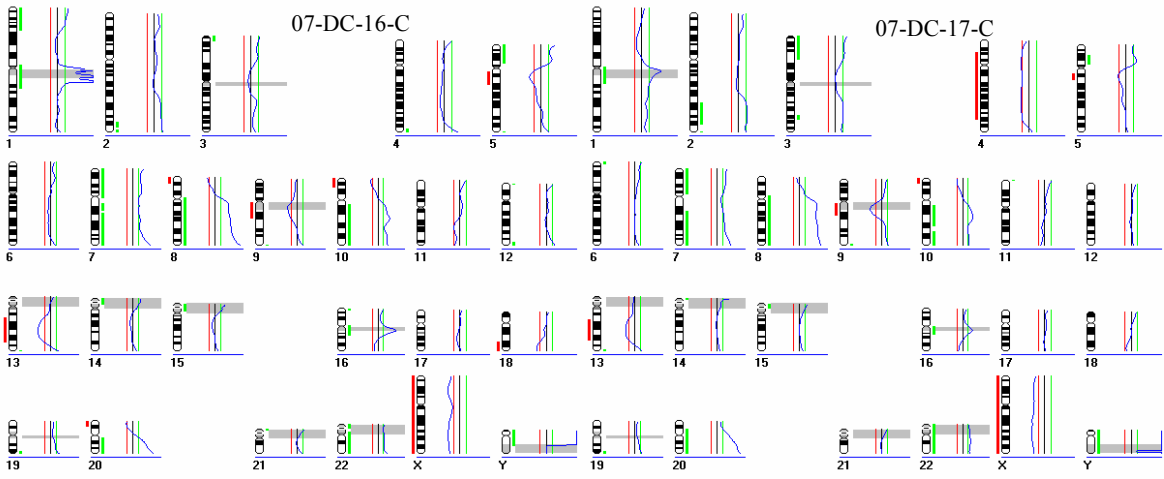 07-DC-16-C 07-DC-17-C
1 2 3 4 5 1 2 3 4 5
6 7 8 9 10 11 12 6 7 8 9 10 11 12
13 14 15 16 17 18 13 14 15 16 17 18
19 20 21 22 X Y 19 20 21 22 X Y